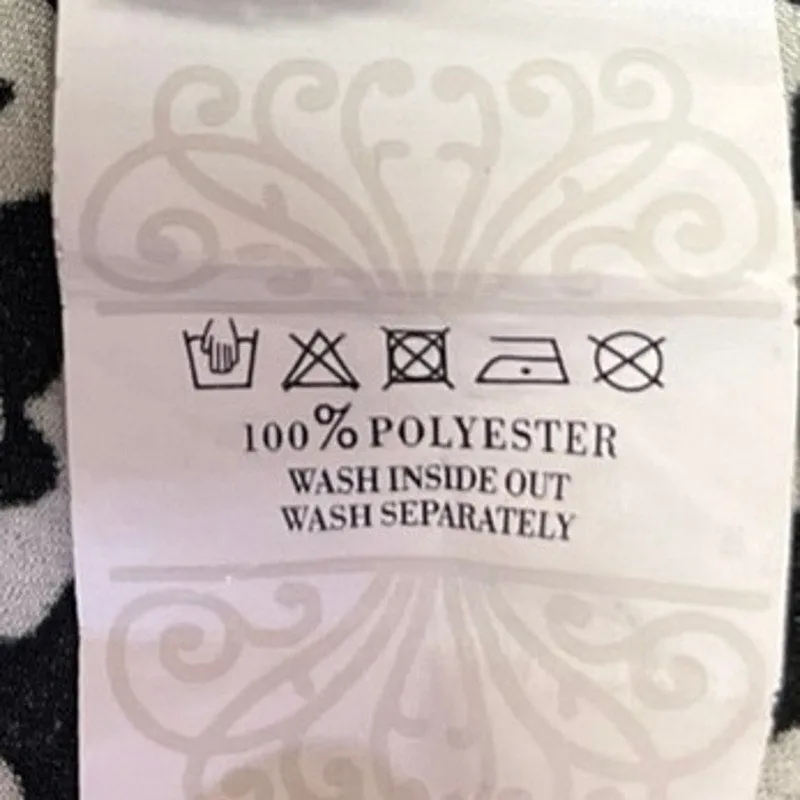 100% POLYESTER
WASH INSIDE OUT
WASH SEPARATELY